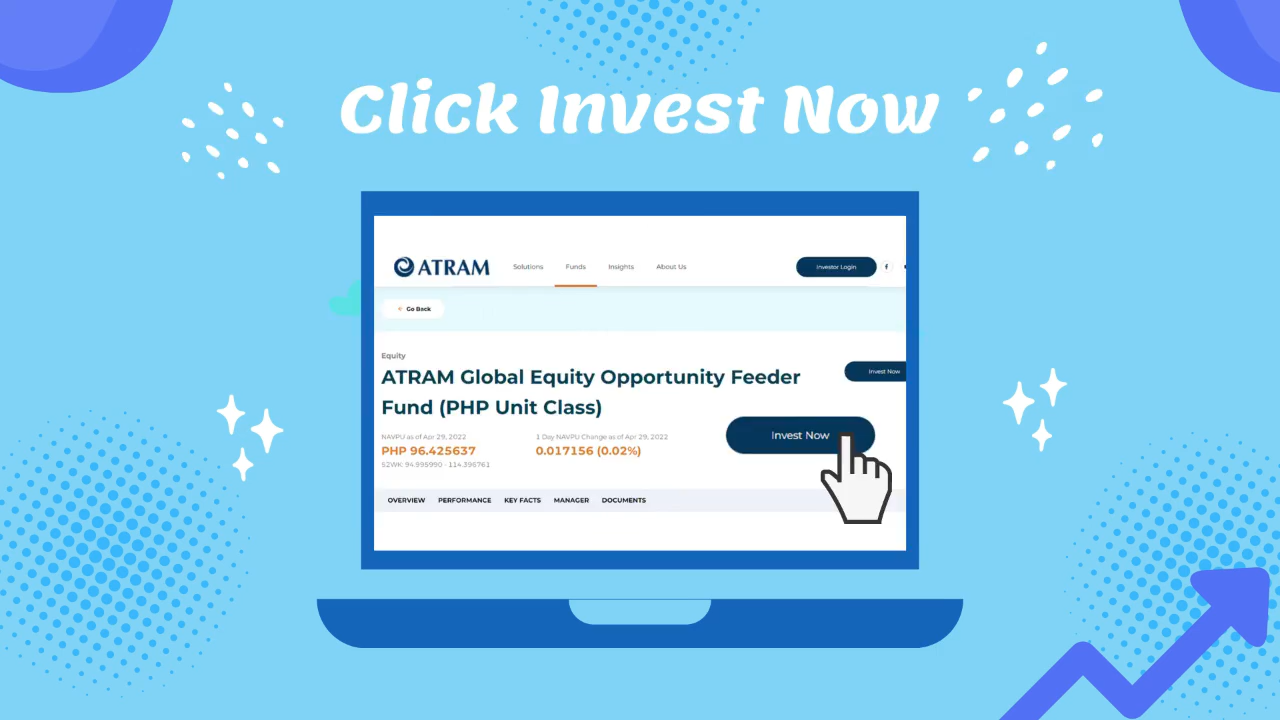 Click Invest Now
ATRAM
Solutions
Funds
Insights
About Us
Investor Login
f
Go Back
Equity
ATRAM Global Equity Opportunity Feeder
Fund (PHP Unit Class)
Invest Now
NAVPU as of Apr 29, 2022
PHP 96.425637
52WK: 94.995990 - 114.396761
1 Day NAVPU Change as of Apr 29, 2022
0.017156 (0.02%)
Invest Now
OVERVIEW PERFORMANCE KEY FACTS MANAGER DOCUMENTS